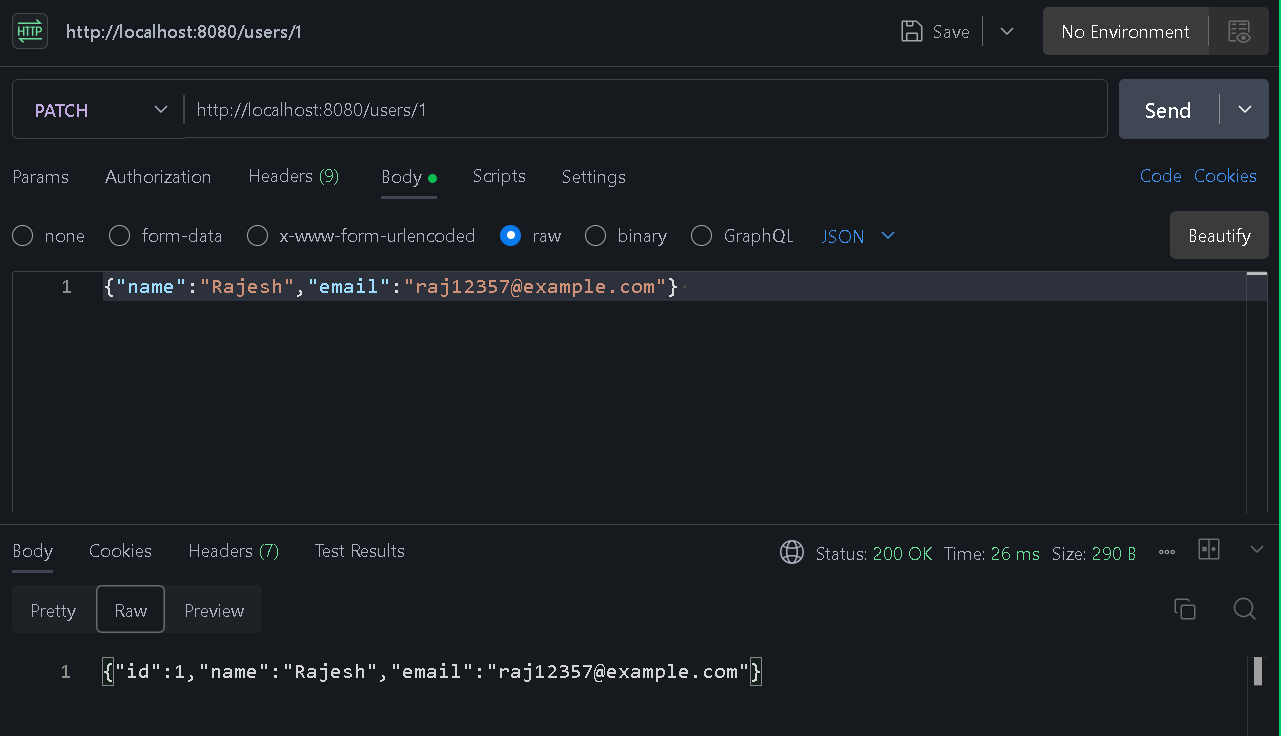 HTTP http://localhost:8080/users/1 Save No Environment
PATCH http://localhost:8080/users/1 Send
Params Authorization Headers (9) Body Scripts Settings Code Cookies
none form-data x-www-form-urlencoded raw binary GraphQL JSON Beautify
1 {"name":"Rajesh","email":"raj12357@example.com"}
Body Cookies Headers (7) Test Results Status: 200 OK Time: 26 ms Size: 290 B
Pretty Raw Preview
1 {"id":1,"name":"Rajesh","email":"raj12357@example.com"}